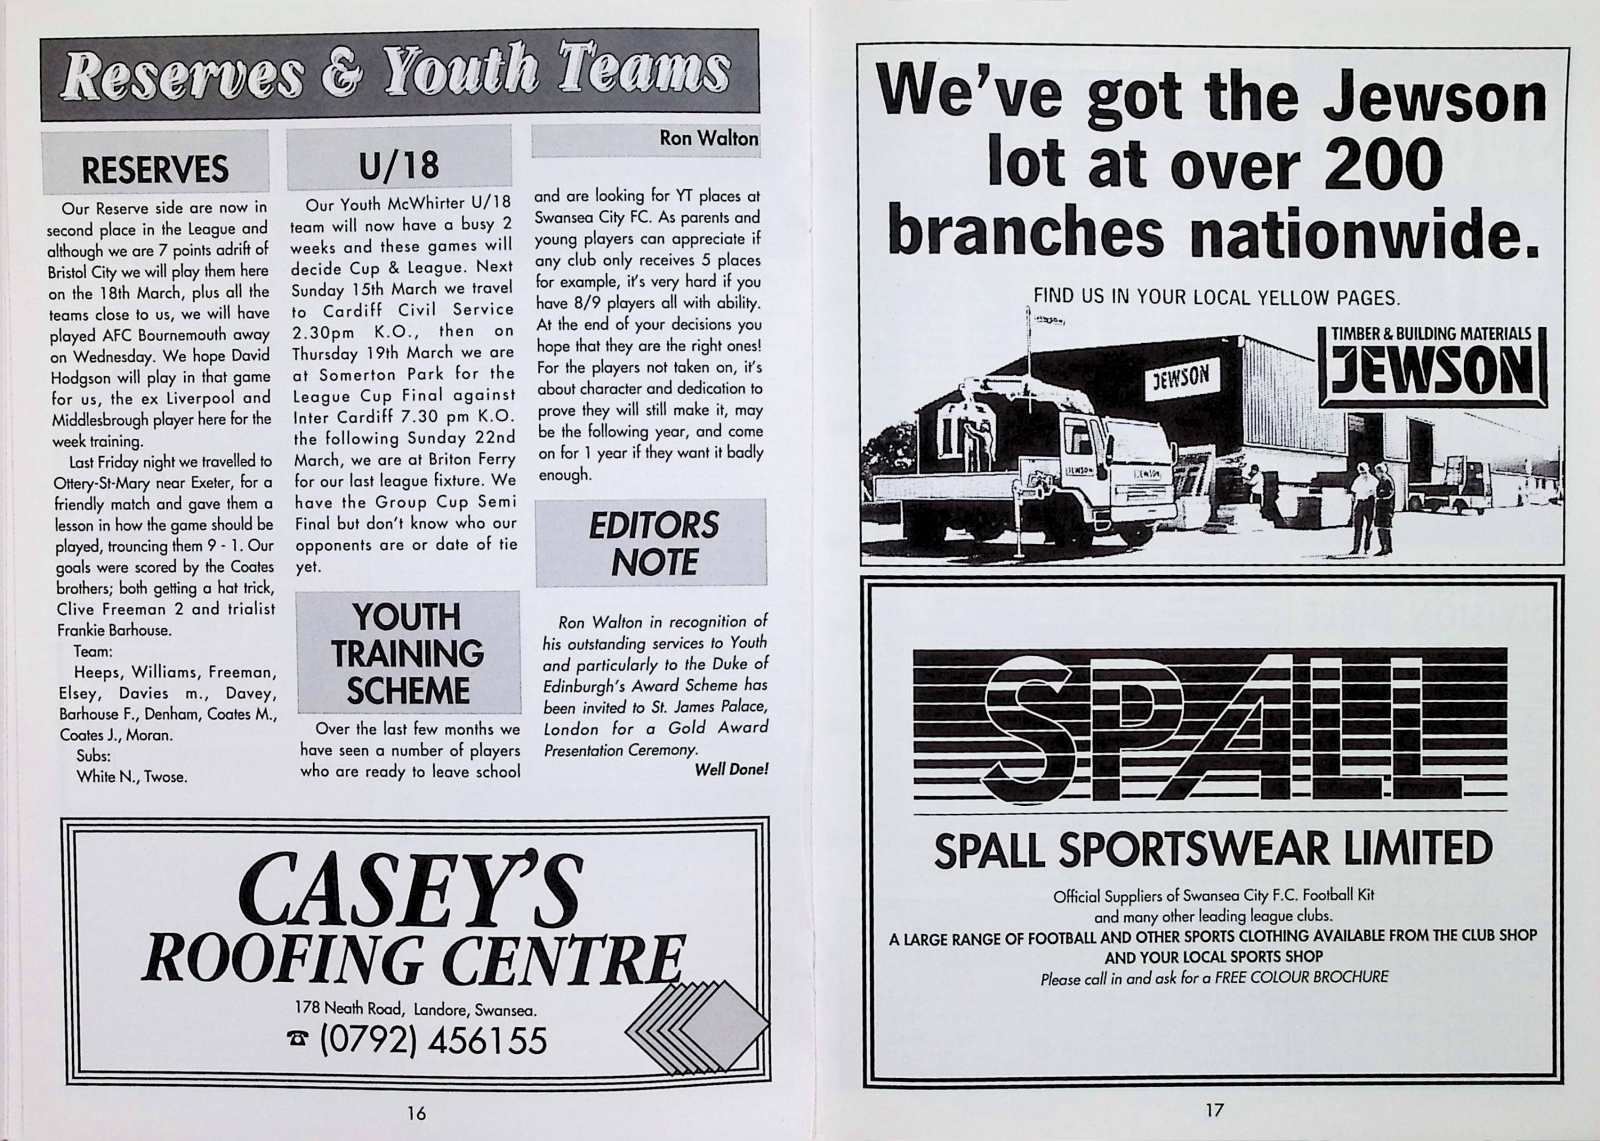 Reserves & Youth Teams
RESERVES
Our Reserve side are now in
second place in the League and
although we are 7 points adrift of
Bristol City we will play them here
on the 18th March, plus all the
teams close to us, we will have
played AFC Bournemouth away
on Wednesday. We hope David
Hodgson will play in that game
for us, the ex Liverpool and
Middlesbrough player here for the
week training.
Last Friday night we travelled to
Ottery-St-Mary near Exeter, for a
friendly match and gave them a
lesson in how the game should be
played, trouncing them 9 - 1. Our
goals were scored by the Coates
brothers; both getting a hat trick,
Clive Freeman 2 and trialist
Frankie Barhouse.
Team:
Heeps, Williams, Freeman,
Elsey, Davies m., Davey,
Barhouse F., Denham, Coates M.,
Coates J., Moran.
Subs:
White N., Twose.
U/18
Our Youth McWhirter U/18
team will now have a busy 2
weeks and these games will
decide Cup & League. Next
Sunday 15th March we travel
to Cardiff Civil Service
2.30pm K.O., then on
Thursday 19th March we are
at Somerton Park for the
League Cup Final against
Inter Cardiff 7.30 pm K.O.
the following Sunday 22nd
March, we are at Briton Ferry
for our last league fixture. We
have the Group Cup Semi
Final but don't know who our
opponents are or date of tie
yet.
YOUTH
TRAINING
SCHEME
Over the last few months we
have seen a number of players
who are ready to leave school
Ron Walton
and are looking for YT places at
Swansea City FC. As parents and
young players can appreciate if
any club only receives 5 places
for example, it's very hard if you
have 8/9 players all with ability.
At the end of your decisions you
hope that they are the right ones!
For the players not taken on, it's
about character and dedication to
prove they will still make it, may
be the following year, and come
on for 1 year if they want it badly
enough.
EDITORS
NOTE
Ron Walton in recognition of
his outstanding services to Youth
and particularly to the Duke of
Edinburgh's Award Scheme has
been invited to St. James Palace,
London for a Gold Award
Presentation Ceremony.
Well Done!
CASEY'S
ROOFING CENTRE
178 Neath Road, Landore, Swansea.
☎ (0792) 456155
16
We've got the Jewson
lot at over 200
branches nationwide.
FIND US IN YOUR LOCAL YELLOW PAGES.
TIMBER & BUILDING MATERIALS
JEWSON
JEWSON
JEWSON
JEWSON
SPALL
SPALL SPORTSWEAR LIMITED
Official Suppliers of Swansea City F.C. Football Kit
and many other leading league clubs.
A LARGE RANGE OF FOOTBALL AND OTHER SPORTS CLOTHING AVAILABLE FROM THE CLUB SHOP
AND YOUR LOCAL SPORTS SHOP
Please call in and ask for a FREE COLOUR BROCHURE
17